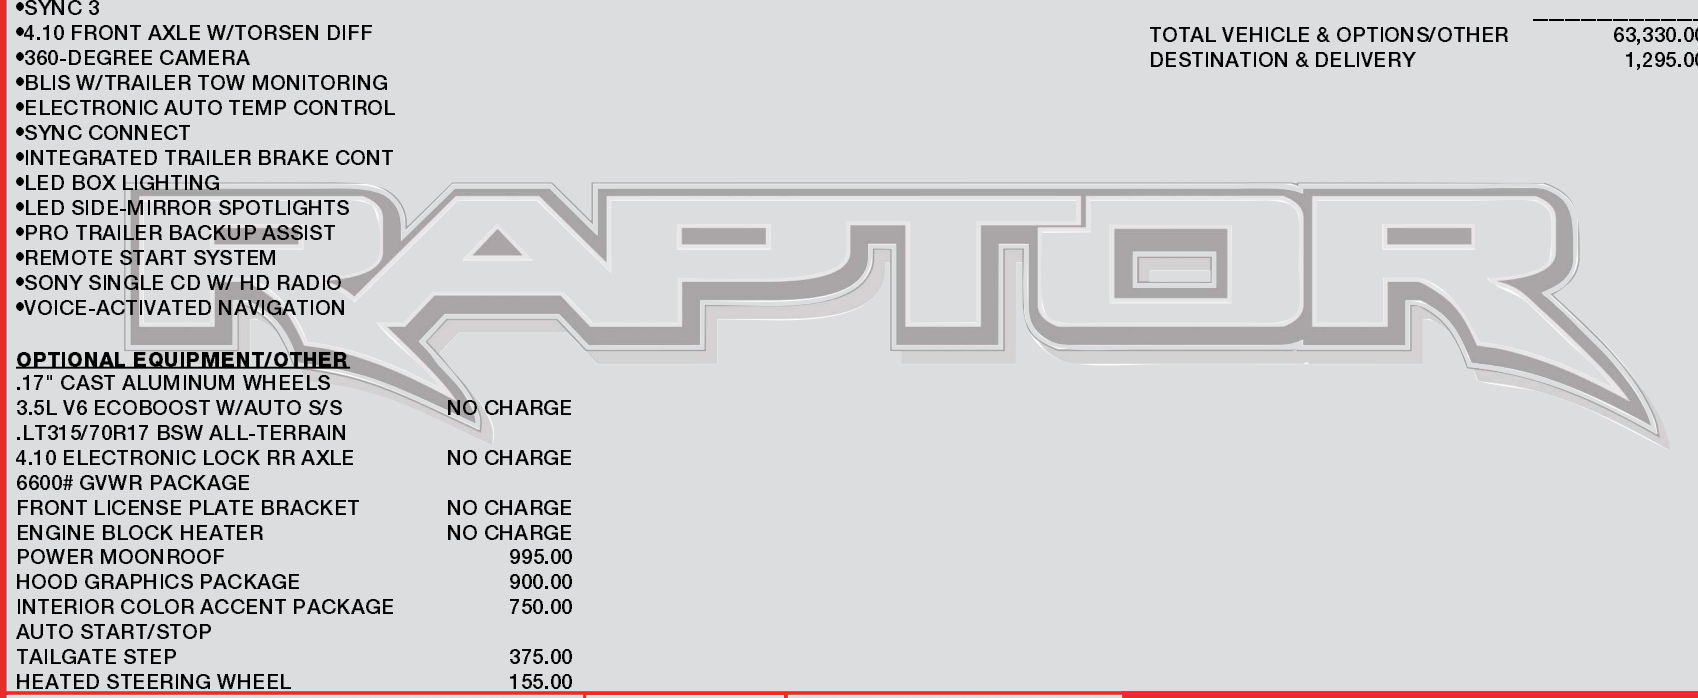 •SYNC 3
•4.10 FRONT AXLE W/TORSEN DIFF
•360-DEGREE CAMERA
•BLIS W/TRAILER TOW MONITORING
•ELECTRONIC AUTO TEMP CONTROL
•SYNC CONNECT
•INTEGRATED TRAILER BRAKE CONT
•LED BOX LIGHTING
•LED SIDE-MIRROR SPOTLIGHTS
•PRO TRAILER BACKUP ASSIST
•REMOTE START SYSTEM
•SONY SINGLE CD W/ HD RADIO
•VOICE-ACTIVATED NAVIGATION
OPTIONAL EQUIPMENT/OTHER
.17" CAST ALUMINUM WHEELS
3.5L V6 ECOBOOST W/AUTO S/S NO CHARGE
.LT315/70R17 BSW ALL-TERRAIN
4.10 ELECTRONIC LOCK RR AXLE NO CHARGE
6600# GVWR PACKAGE
FRONT LICENSE PLATE BRACKET NO CHARGE
ENGINE BLOCK HEATER NO CHARGE
POWER MOONROOF 995.00
HOOD GRAPHICS PACKAGE 900.00
INTERIOR COLOR ACCENT PACKAGE 750.00
AUTO START/STOP
TAILGATE STEP 375.00
HEATED STEERING WHEEL 155.00
TOTAL VEHICLE & OPTIONS/OTHER 63,330.00
DESTINATION & DELIVERY 1,295.00
RAPTOR